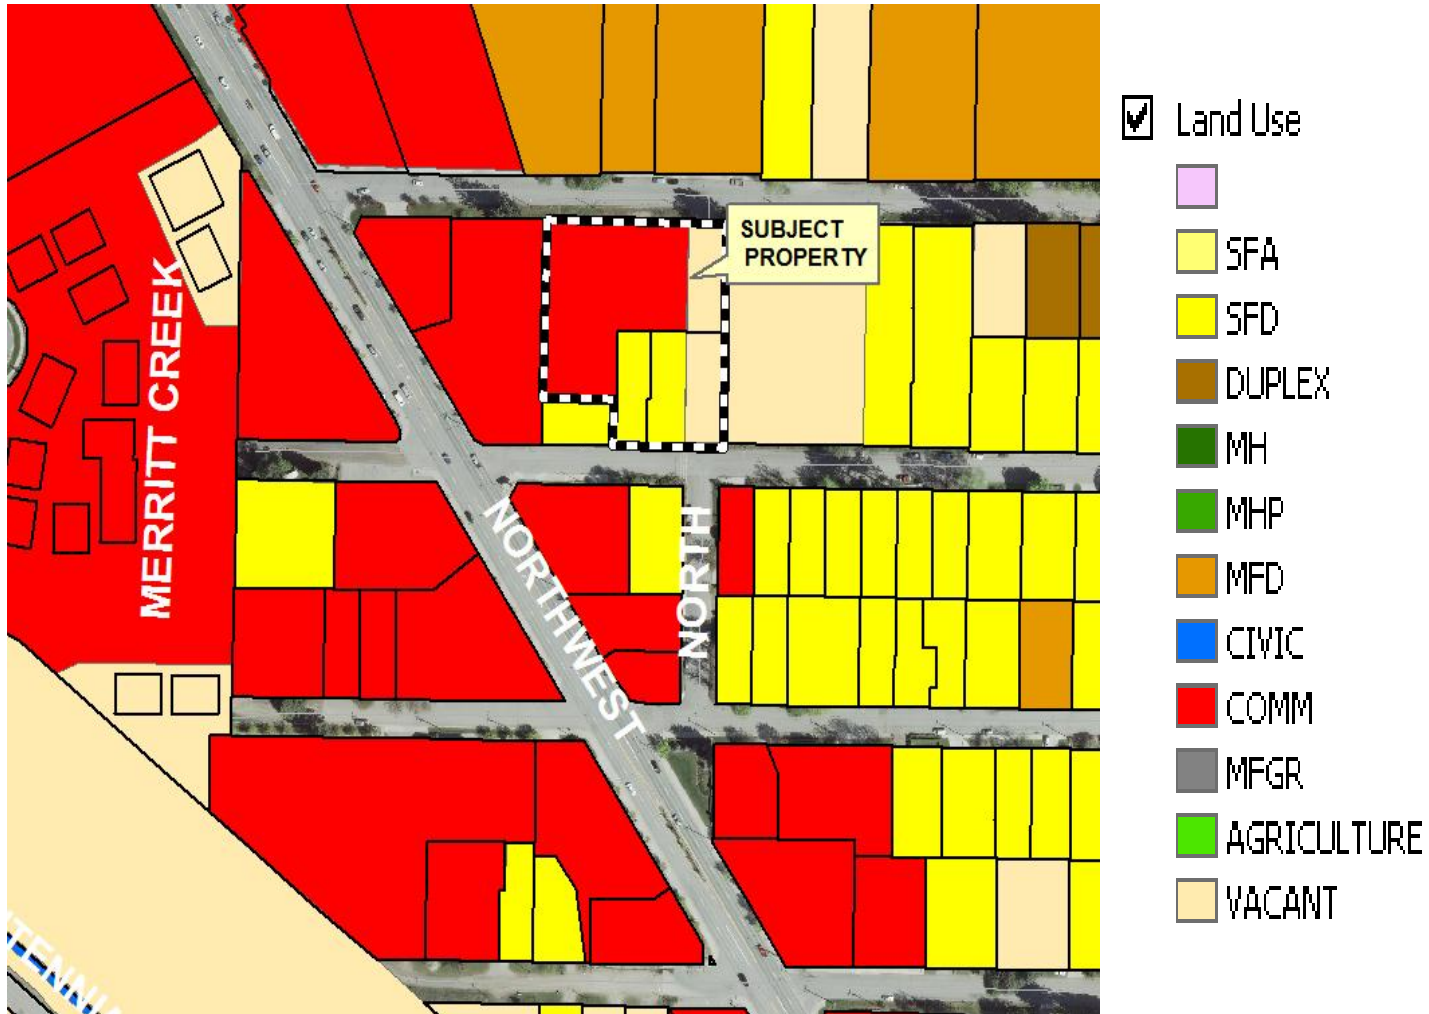 SUBJECT
PROPERTY
MERRITT CREEK
NORTHWEST
NORTH
Land Use
SFA
SFD
DUPLEX
MH
MHP
MFD
CIVIC
COMM
MFGR
AGRICULTURE
VACANT